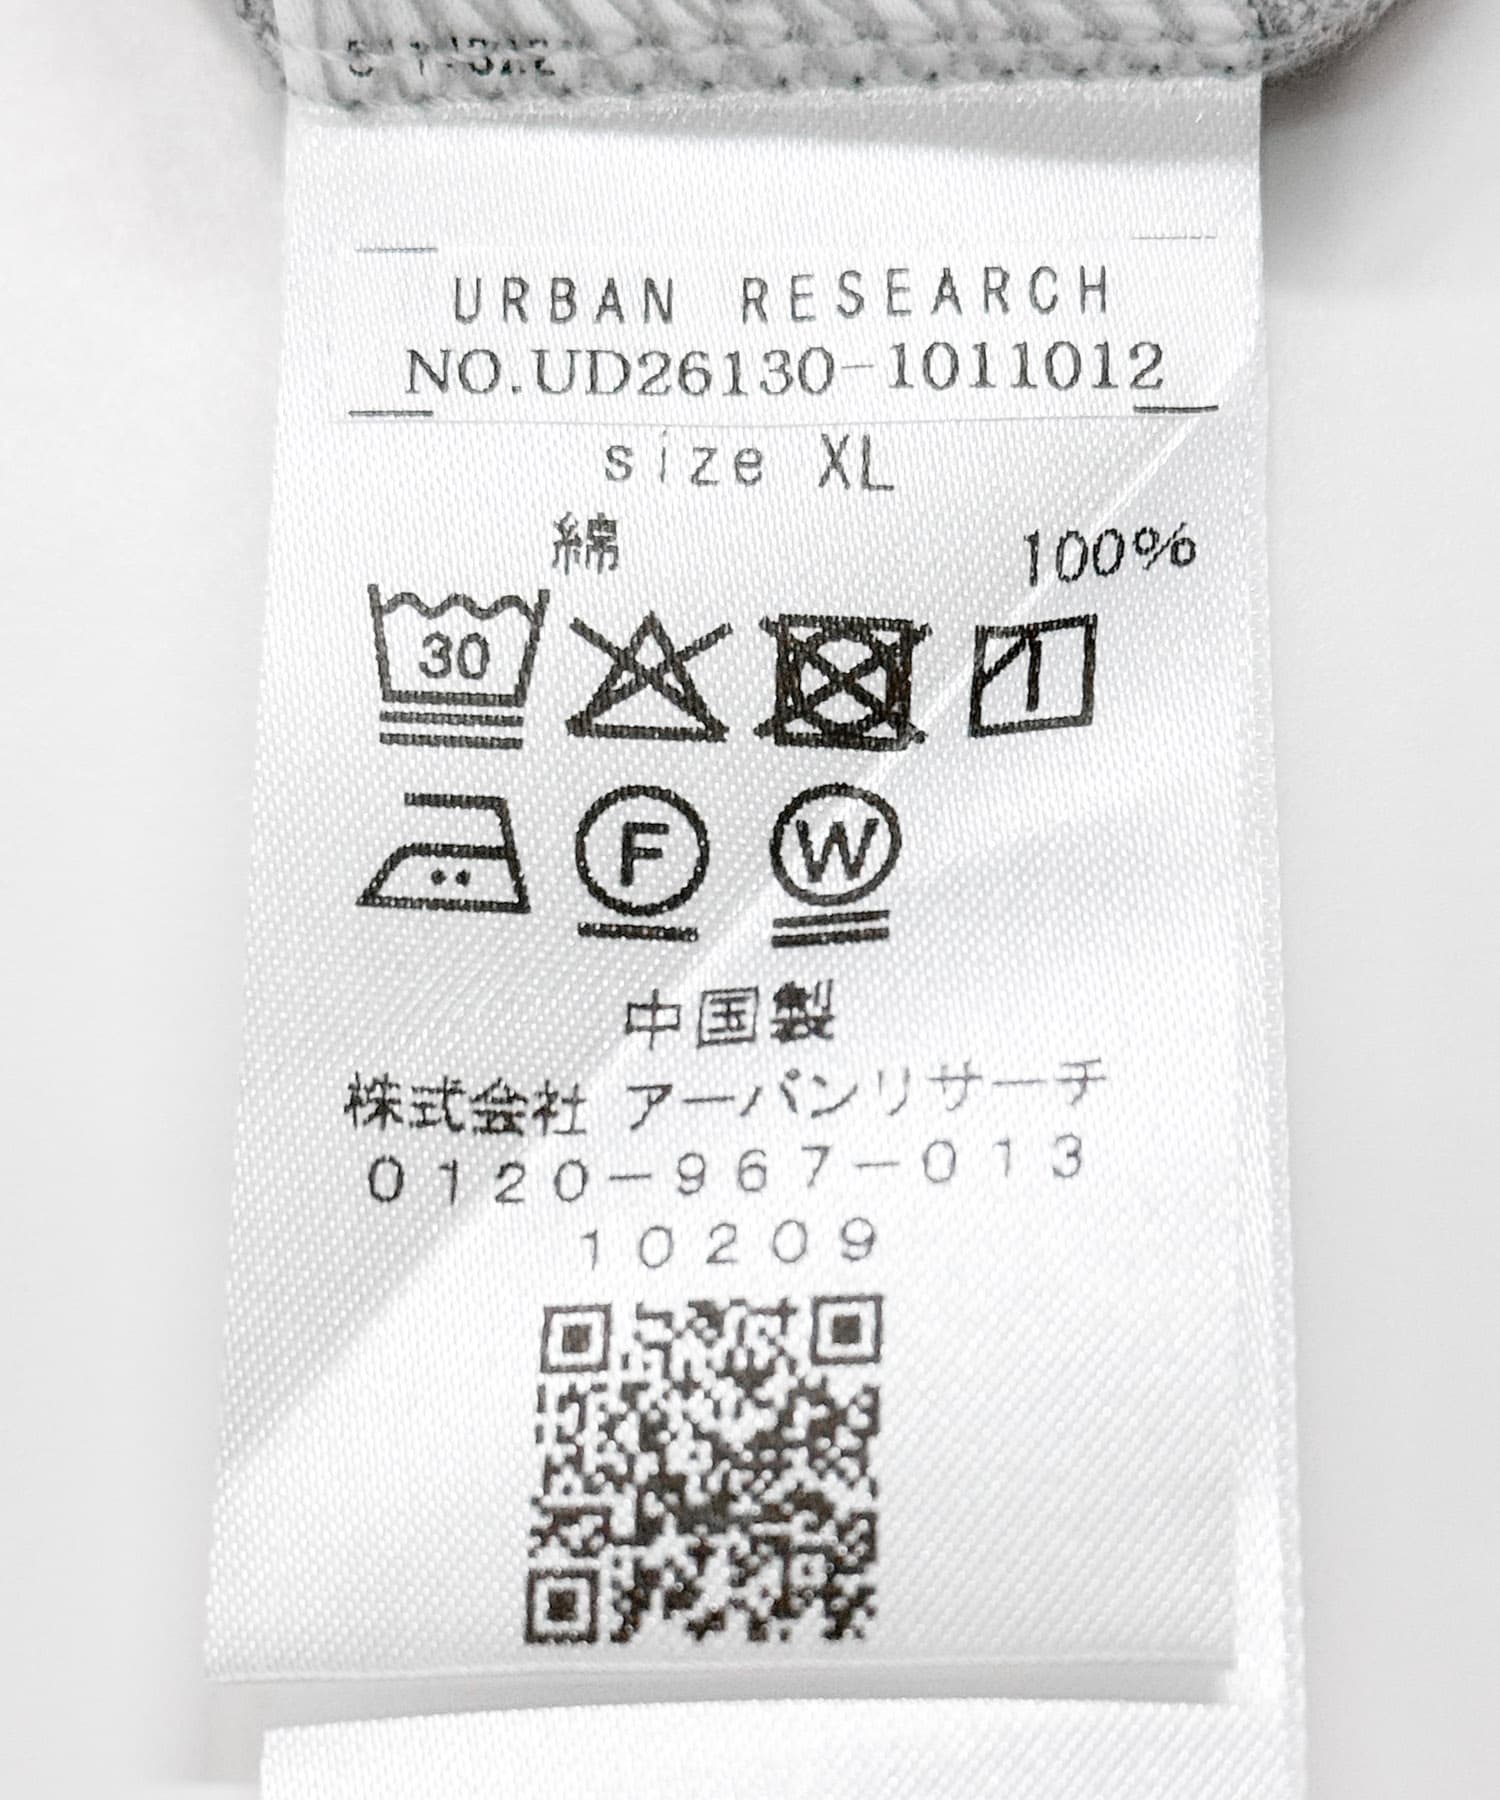 URBAN RESEARCH
NO.UD26130-1011012
size XL
綿 100%
30
F W
中国製
株式会社 アーバンリサーチ
0120-967-013
10209